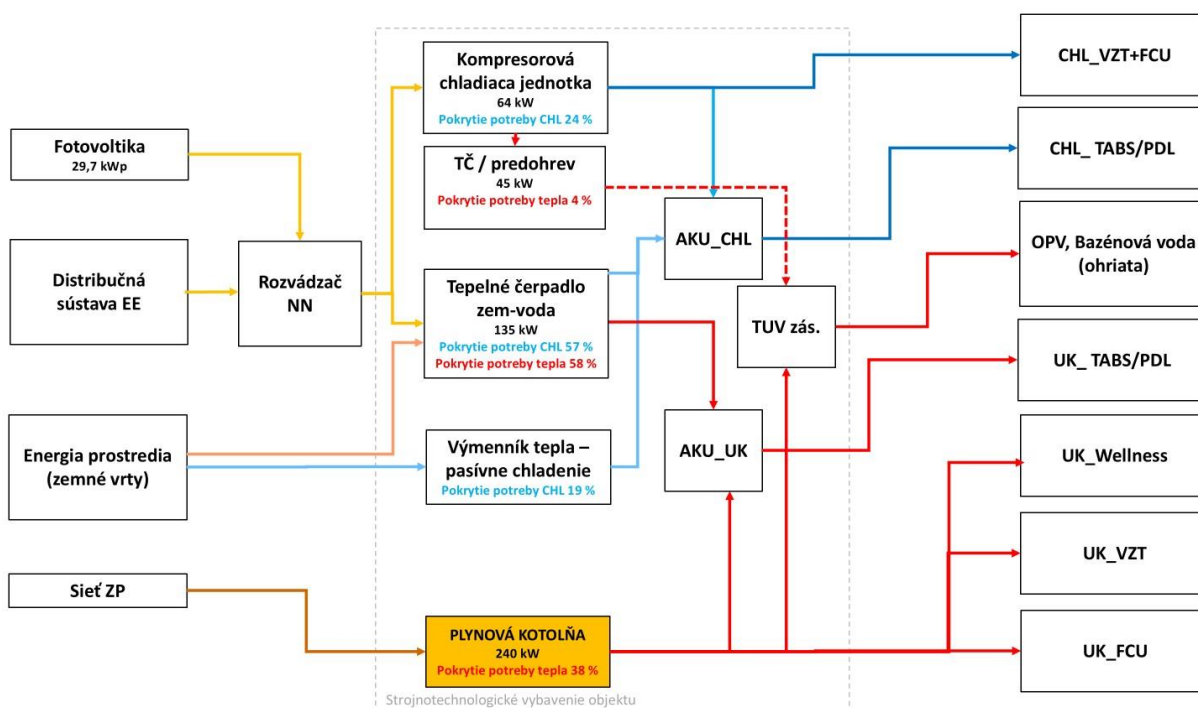 Fotovoltika
29,7 kWp
Distribučná
sústava EE
Energia prostredia
(zemné vrty)
Sieť ZP
Rozvádzač
NN
Kompresorová
chladiaca jednotka
64 kW
Pokrytie potreby CHL 24 %
TČ / predohrev
45 kW
Pokrytie potreby tepla 4 %
Tepelné čerpadlo
zem-voda
135 kW
Pokrytie potreby CHL 57 %
Pokrytie potreby tepla 58 %
Výmenník tepla –
pasívne chladenie
Pokrytie potreby CHL 19 %
PLYNOVÁ KOTOLŇA
240 kW
Pokrytie potreby tepla 38 %
Strojnotechnologické vybavenie objektu
AKU_CHL
AKU_UK
TUV zás.
CHL_VZT+FCU
CHL_ TABS/PDL
OPV, Bazénová voda
(ohriata)
UK_ TABS/PDL
UK_Wellness
UK_VZT
UK_FCU